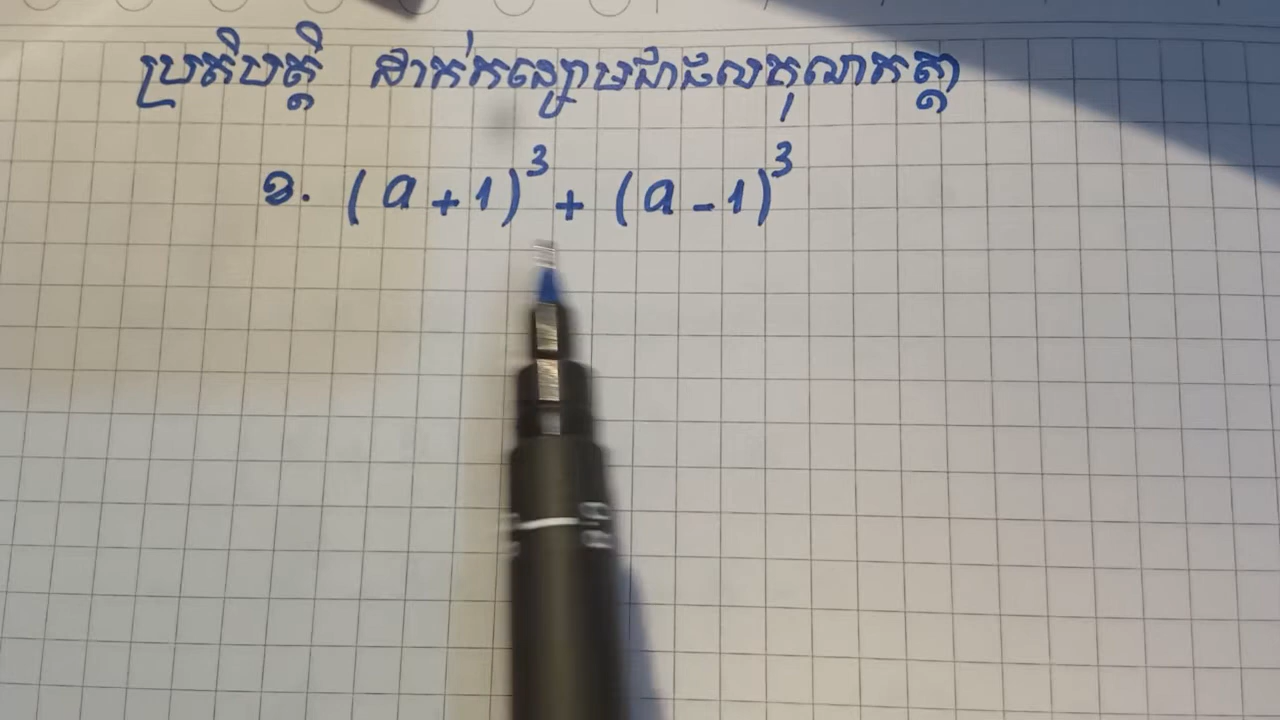 ប្រតិបត្តិ ដាក់កន្សោមជាផលគុណកត្តា
១. (a + 1)³ + (a - 1)³